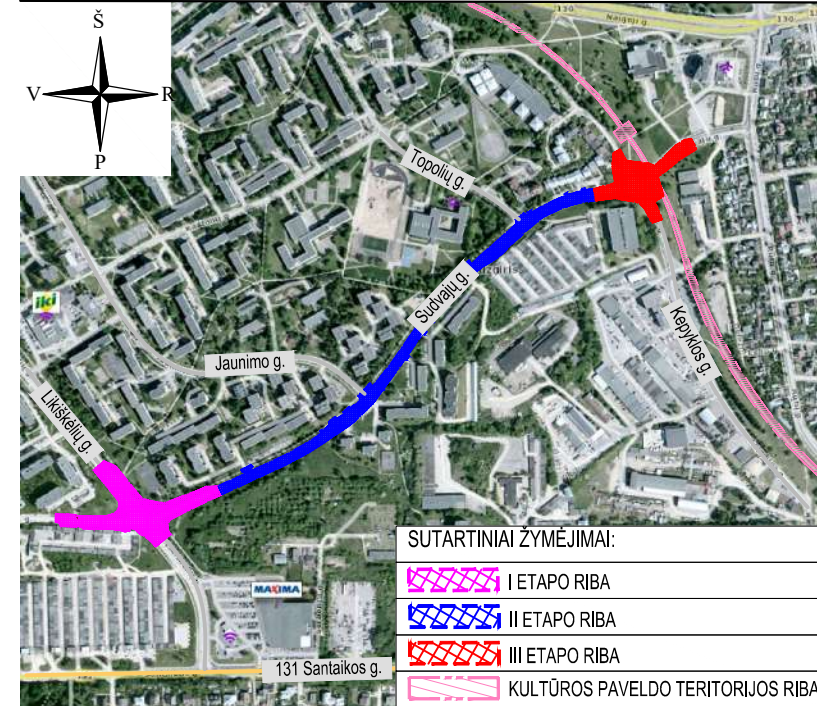 Š
V R
P
130
130
Topolių g.
Sudvajų g.
iki
Jaunimo g.
Kepyklos g.
Likiškėlių g.
SUTARTINIAI ŽYMĖJIMAI:
I ETAPO RIBA
MAXIMA
II ETAPO RIBA
III ETAPO RIBA
131 Santaikos g.
KULTŪROS PAVELDO TERITORIJOS RIBA